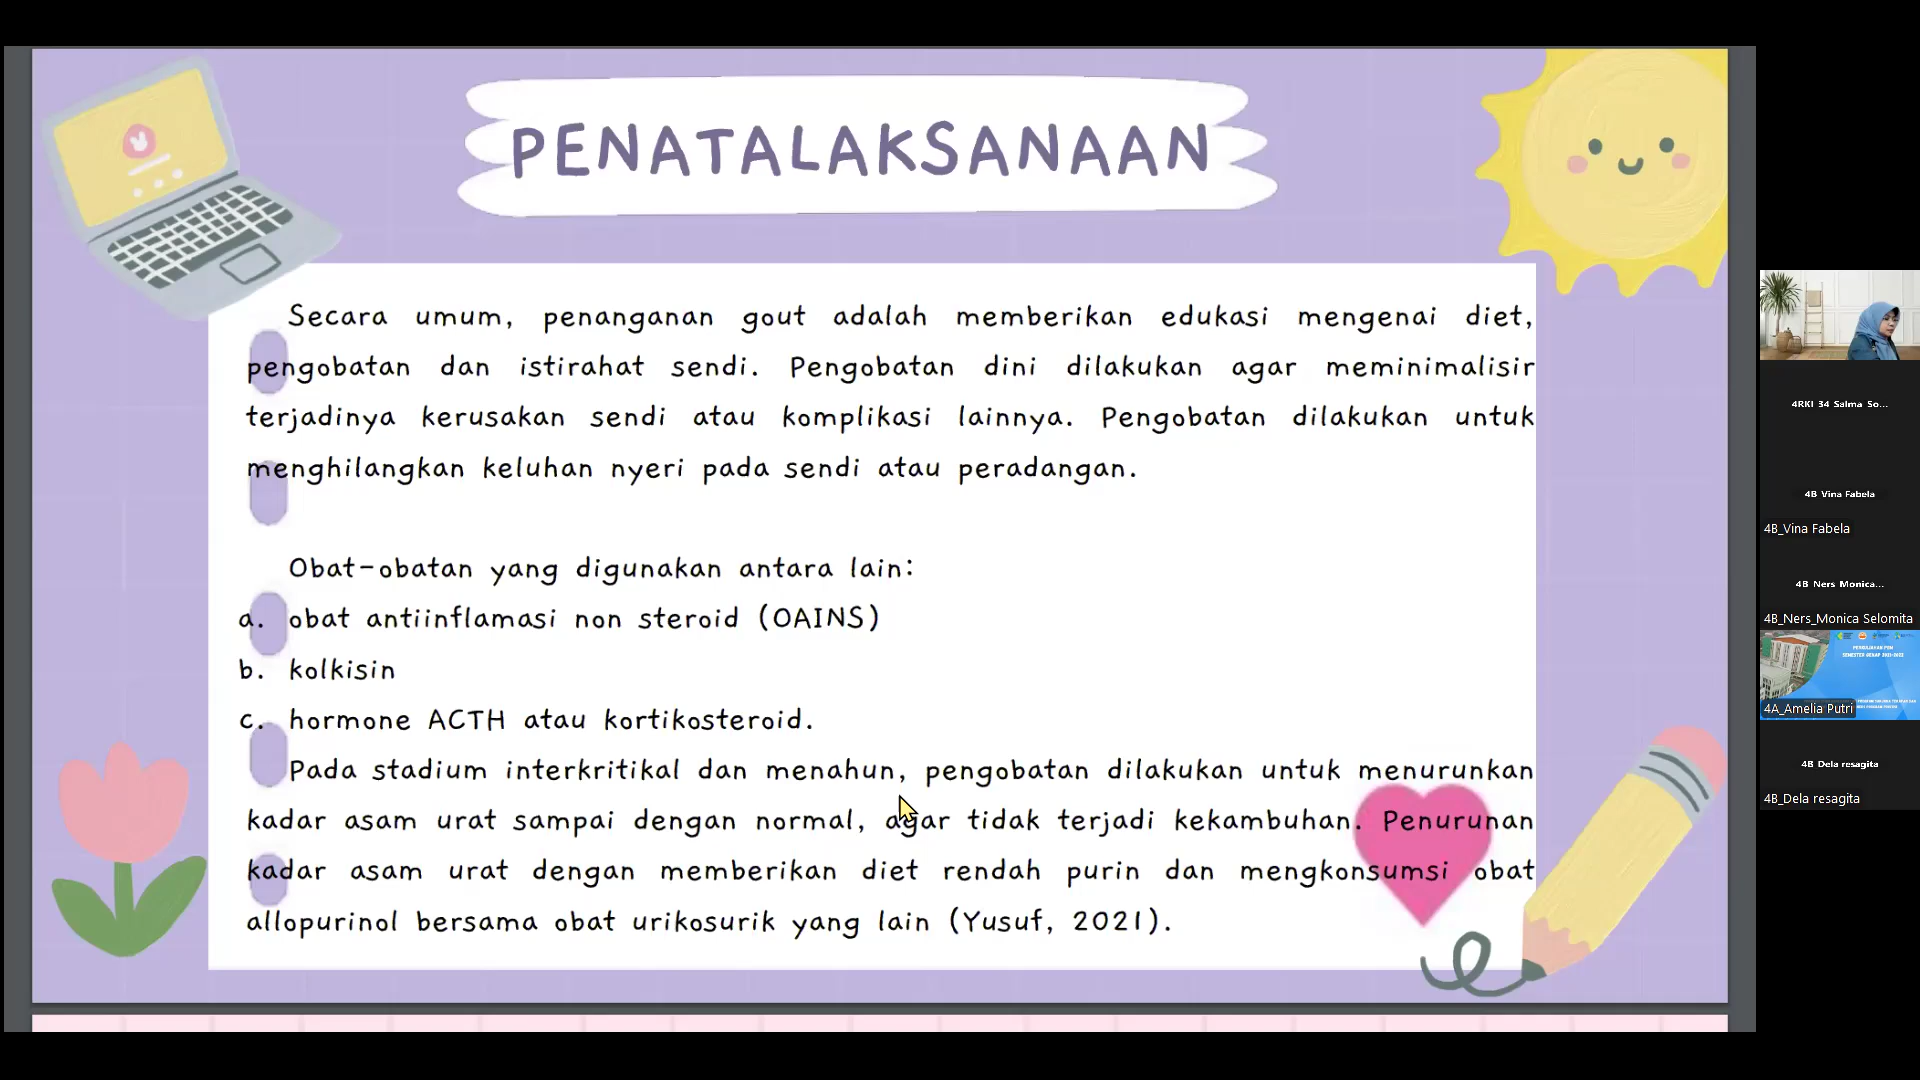 PENATALAKSANAAN
Secara umum, penanganan gout adalah memberikan edukasi mengenai diet,
pengobatan dan istirahat sendi. Pengobatan dini dilakukan agar meminimalisir
terjadinya kerusakan sendi atau komplikasi lainnya. Pengobatan dilakukan untuk
menghilangkan keluhan nyeri pada sendi atau peradangan.
Obat-obatan yang digunakan antara lain:
a. obat antiinflamasi non steroid (OAINS)
b. kolkisin
c. hormone ACTH atau kortikosteroid.
Pada stadium interkritikal dan menahun, pengobatan dilakukan untuk menurunkan
kadar asam urat sampai dengan normal, agar tidak terjadi kekambuhan. Penurunan
kadar asam urat dengan memberikan diet rendah purin dan mengkonsumsi obat
allopurinol bersama obat urikosurik yang lain (Yusuf, 2021).
4RKI 34 Salma So...
4B Vina Fabela
4B_Vina Fabela
4B Ners Monica...
4B_Ners_Monica Selomita
4A_Amelia Putri
4B Dela resagita
4B_Dela resagita